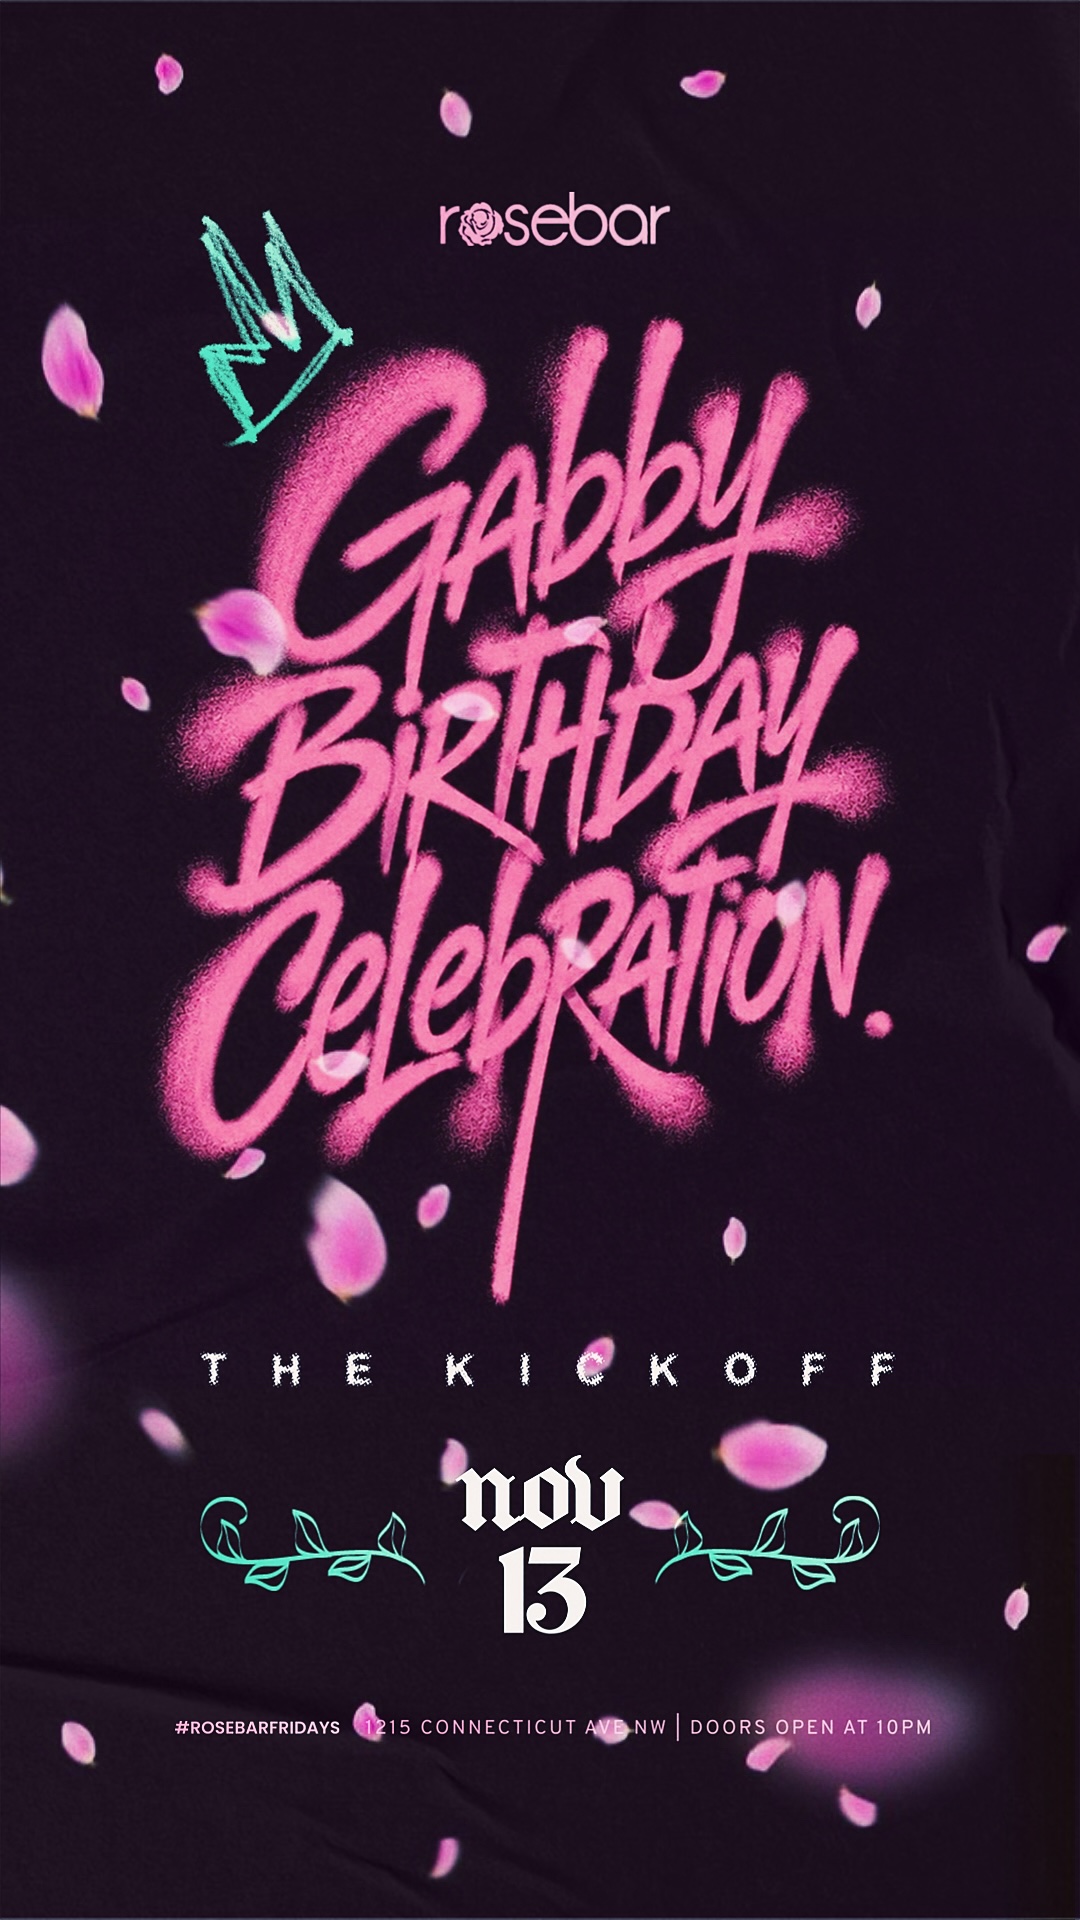 rosebar
Gabby
BiRTHDAY
CeLebRATiON.
THE KICKOFF
nov
13
#ROSEBARFRIDAYS 1215 CONNECTICUT AVE NW | DOORS OPEN AT 10PM